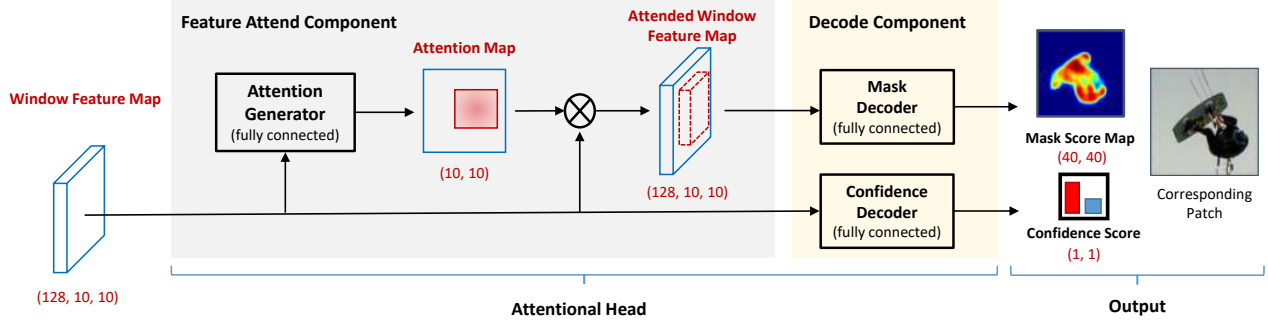 Feature Attend Component
Attended Window
Feature Map
Decode Component
Attention Map
Window Feature Map
Attention
Generator
(fully connected)
Mask
Decoder
(fully connected)
Mask Score Map
(40, 40)
(10, 10)
(128, 10, 10)
Confidence
Decoder
(fully connected)
Corresponding
Patch
Confidence Score
(1, 1)
(128, 10, 10)
Attentional Head
Output